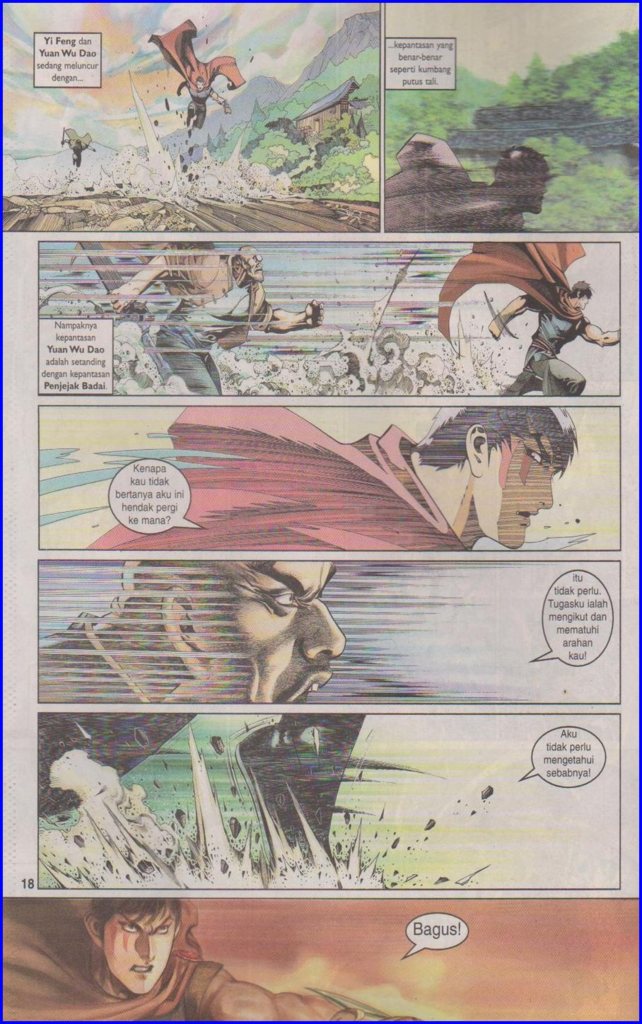 Yi Feng dan
Yuan Wu Dao
sedang meluncur
dengan...
...kepantasan yang
benar-benar
seperti kumbang
putus tali.
Nampaknya
kepantasan
Yuan Wu Dao
adalah setanding
dengan kepantasan
Penjejak Badai.
Kenapa
kau tidak
bertanya aku ini
hendak pergi
ke mana?
itu
tidak perlu.
Tugasku ialah
mengikut dan
mematuhi
arahan
kau!
Aku
tidak perlu
mengetahui
sebabnya!
18
Bagus!